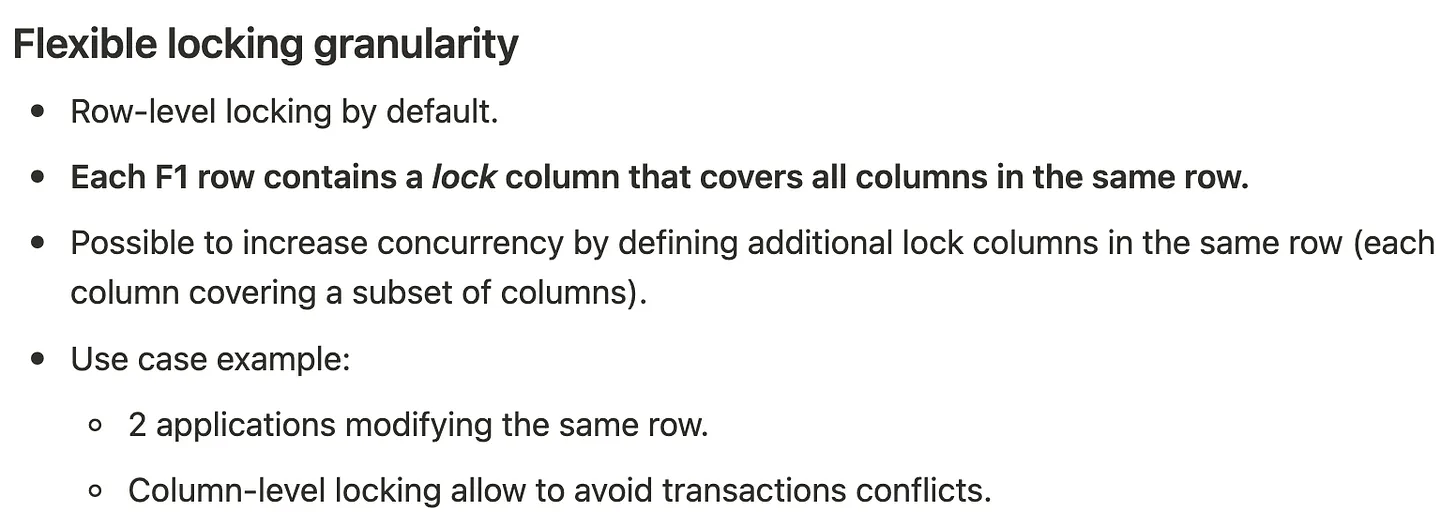 Flexible locking granularity
• Row-level locking by default.
• Each F1 row contains a lock column that covers all columns in the same row.
• Possible to increase concurrency by defining additional lock columns in the same row (each
column covering a subset of columns).
• Use case example:
◦ 2 applications modifying the same row.
◦ Column-level locking allow to avoid transactions conflicts.